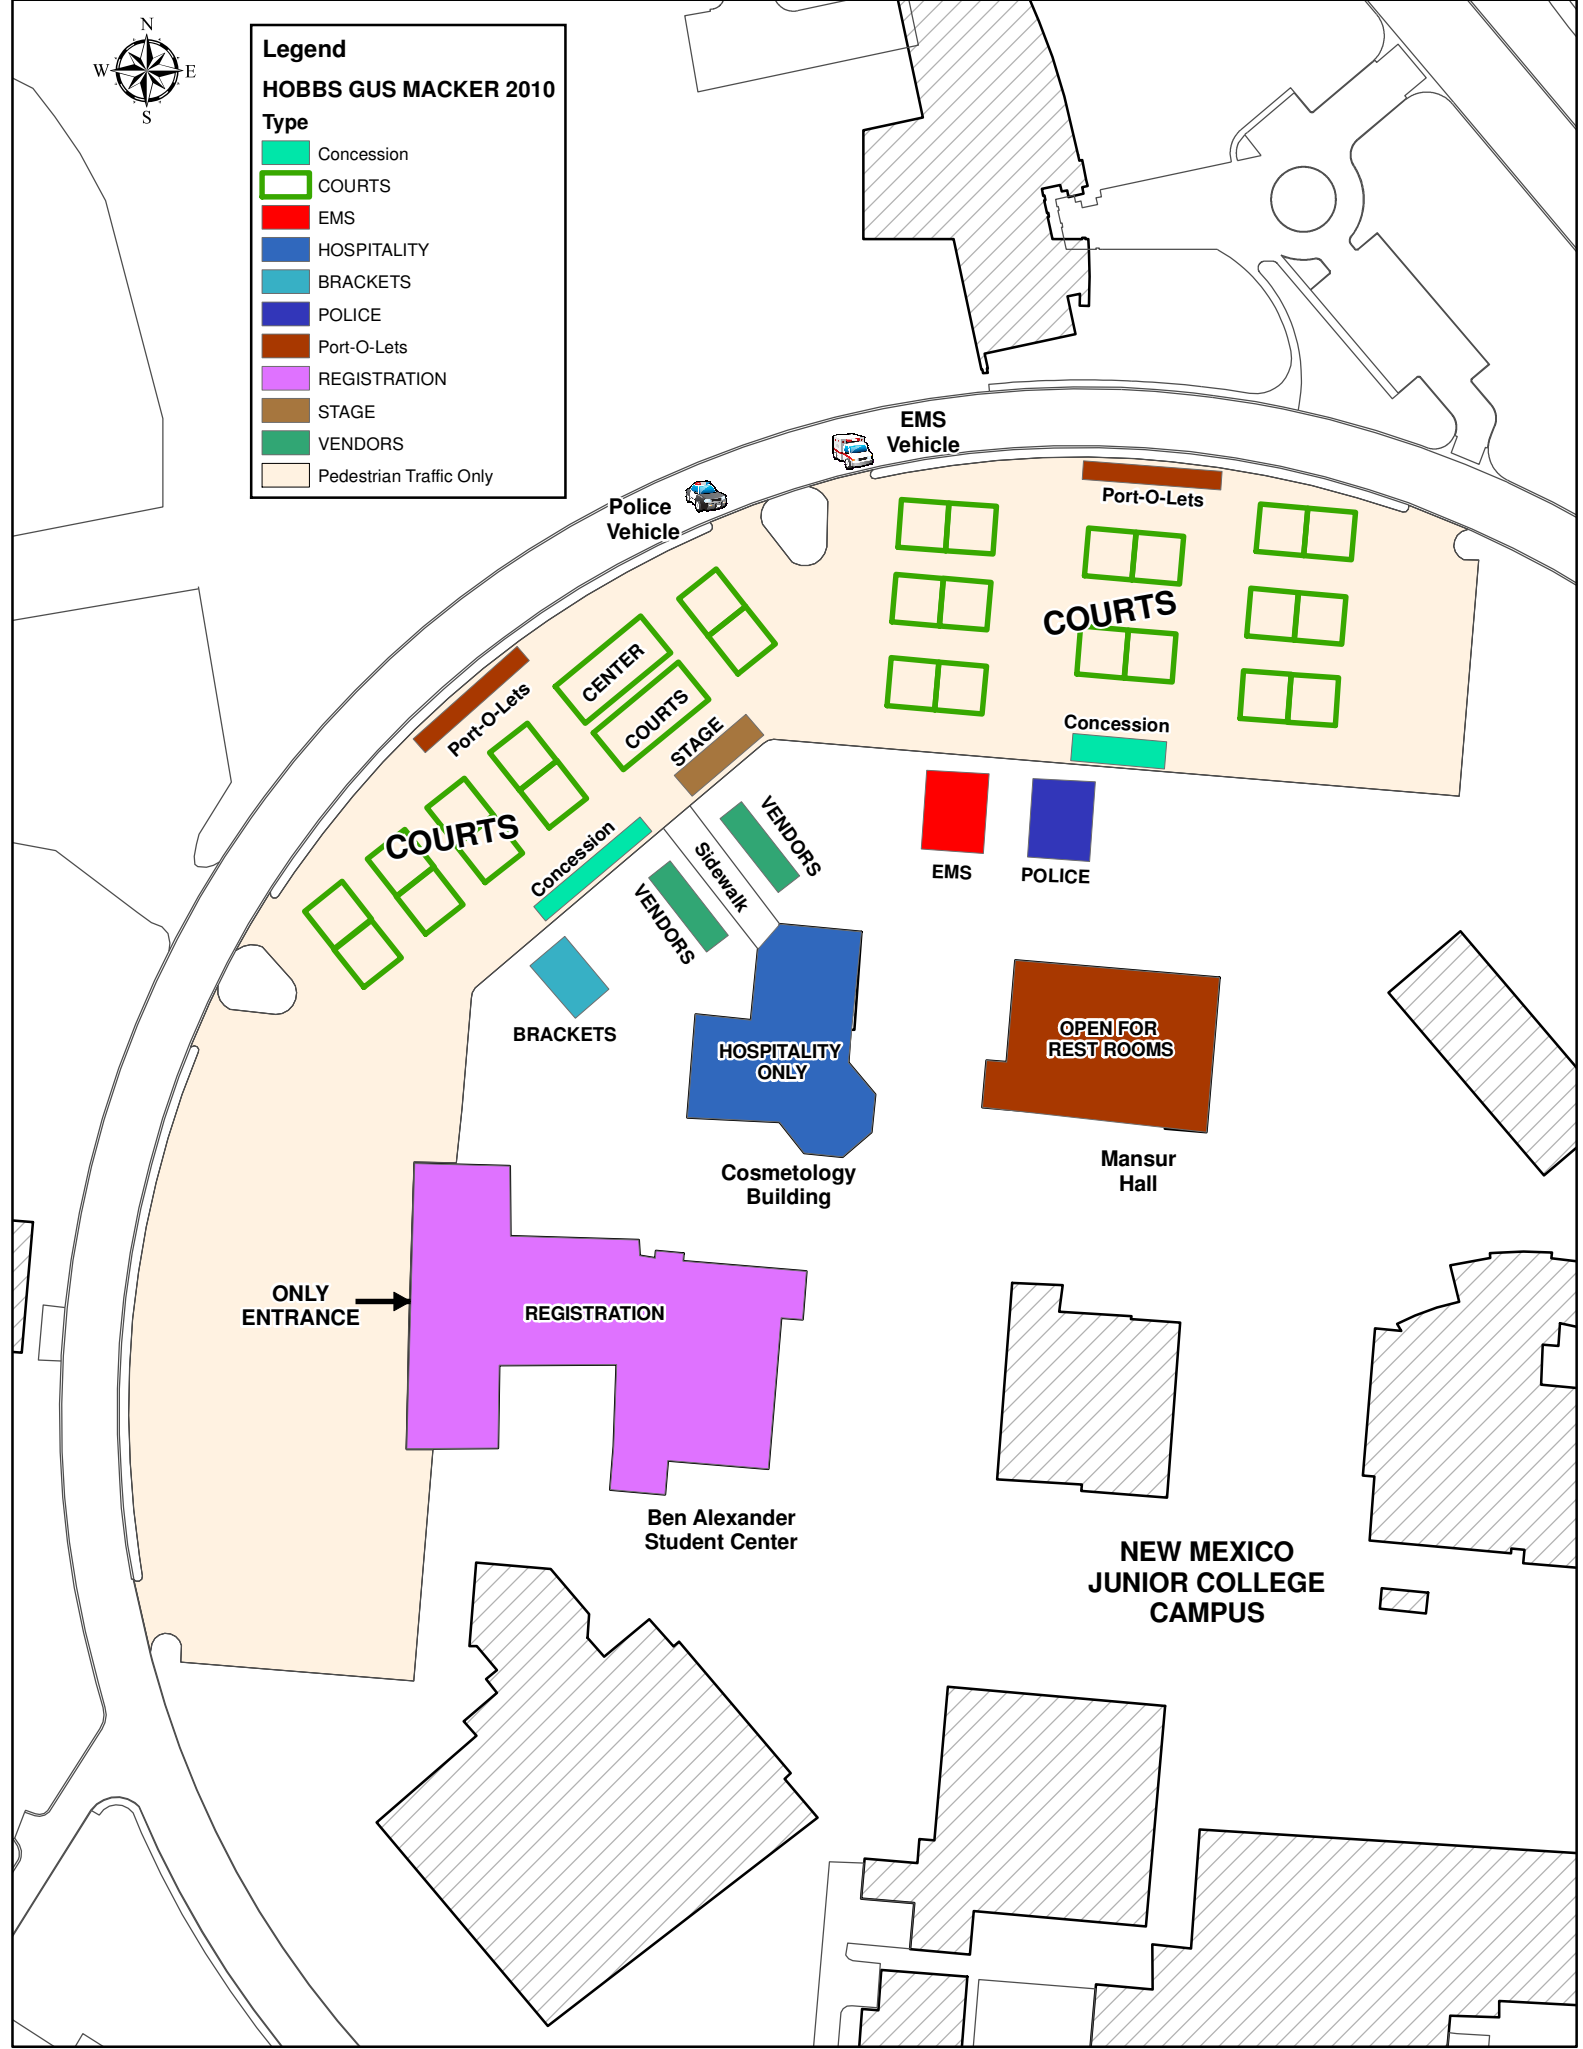 N
W E
S
Legend
HOBBS GUS MACKER 2010
Type
Concession
COURTS
EMS
HOSPITALITY
BRACKETS
POLICE
Port-O-Lets
REGISTRATION
STAGE
VENDORS
Pedestrian Traffic Only
EMS
Vehicle
Police
Vehicle
Port-O-Lets
COURTS
Concession
CENTER
COURTS
Port-O-Lets
STAGE
COURTS
Concession
VENDORS
Sidewalk
VENDORS
EMS
POLICE
BRACKETS
HOSPITALITY
ONLY
OPEN FOR
REST ROOMS
Cosmetology
Building
Mansur
Hall
ONLY
ENTRANCE
REGISTRATION
Ben Alexander
Student Center
NEW MEXICO
JUNIOR COLLEGE
CAMPUS